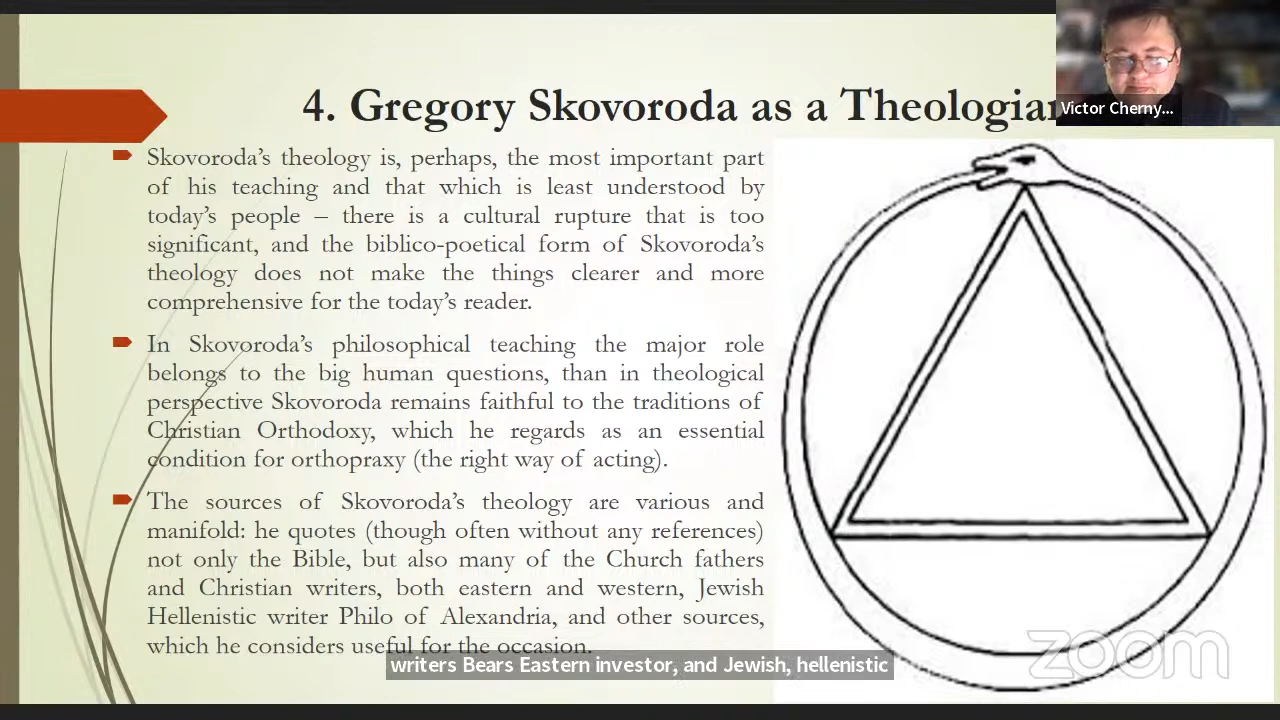 4. Gregory Skovoroda as a Theologian
Victor Cherny...
Skovoroda's theology is, perhaps, the most important part
of his teaching and that which is least understood by
today's people – there is a cultural rupture that is too
significant, and the biblico-poetical form of Skovoroda's
theology does not make the things clearer and more
comprehensive for the today's reader.
In Skovoroda's philosophical teaching the major role
belongs to the big human questions, than in theological
perspective Skovoroda remains faithful to the traditions of
Christian Orthodoxy, which he regards as an essential
condition for orthopraxy (the right way of acting).
The sources of Skovoroda's theology are various and
manifold: he quotes (though often without any references)
not only the Bible, but also many of the Church fathers
and Christian writers, both eastern and western, Jewish
Hellenistic writer Philo of Alexandria, and other sources,
which he considers useful for the occasion.
writers Bears Eastern investor, and Jewish, hellenistic
zoom